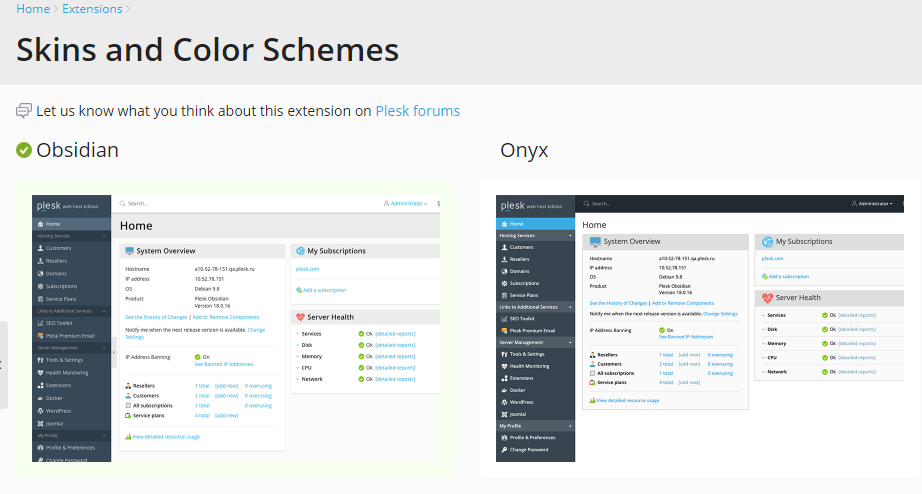 Home > Extensions >
Skins and Color Schemes
Let us know what you think about this extension on Plesk forums
Obsidian
Onyx
plesk web host edition
Search...
Administrator
Home
Hosting Services
Customers
Resellers
Domains
Subscriptions
Service Plans
Links to Additional Services
SEO Toolkit
Plesk Premium Email
Server Management
Tools & Settings
Health Monitoring
Extensions
Docker
WordPress
Joomla!
My Profile
Profile & Preferences
Change Password
Home
System Overview
Hostname a10-52-78-151.qa.plesk.ru
IP address 10.52.78.151
OS Debian 9.8
Product Plesk Obsidian
Version 18.0.16
See the History of Changes | Add or Remove Components
Notify me when the next release version is available. Change
Settings
IP Address Banning On
See Banned IP Addresses
Resellers 1 total [add new] 0 overusing
Customers 2 total [add new] 0 overusing
All subscriptions 1 total 0 overusing
Service plans 4 total [add new]
View detailed resource usage
My Subscriptions
plesk.com
Add a subscription
Server Health
Services Ok [detailed reports]
Disk Ok [detailed reports]
Memory Ok [detailed reports]
CPU Ok [detailed reports]
Network Ok [detailed reports]
plesk web host edition
Search...
Administrator
Home
Hosting Services
Customers
Resellers
Domains
Subscriptions
Service Plans
Links to Additional Services
SEO Toolkit
Plesk Premium Email
Server Management
Tools & Settings
Health Monitoring
Extensions
Docker
WordPress
Joomla!
My Profile
Profile & Preferences
Change Password
Home
System Overview
Hostname a10-52-78-151.qa.plesk.ru
IP address 10.52.78.151
OS Debian 9.8
Product Plesk Obsidian
Version 18.0.16
See the History of Changes | Add or Remove Components
Notify me when the next release version is available. Change Settings
IP Address Banning On
See Banned IP Addresses
Resellers 1 total [add new] 0 overusing
Customers 2 total [add new] 0 overusing
All subscriptions 1 total 0 overusing
Service plans 4 total [add new]
View detailed resource usage
My Subscriptions
plesk.com
Add a subscription
Server Health
Services Ok [detailed reports]
Disk Ok [detailed reports]
Memory Ok [detailed reports]
CPU Ok [detailed reports]
Network Ok [detailed reports]